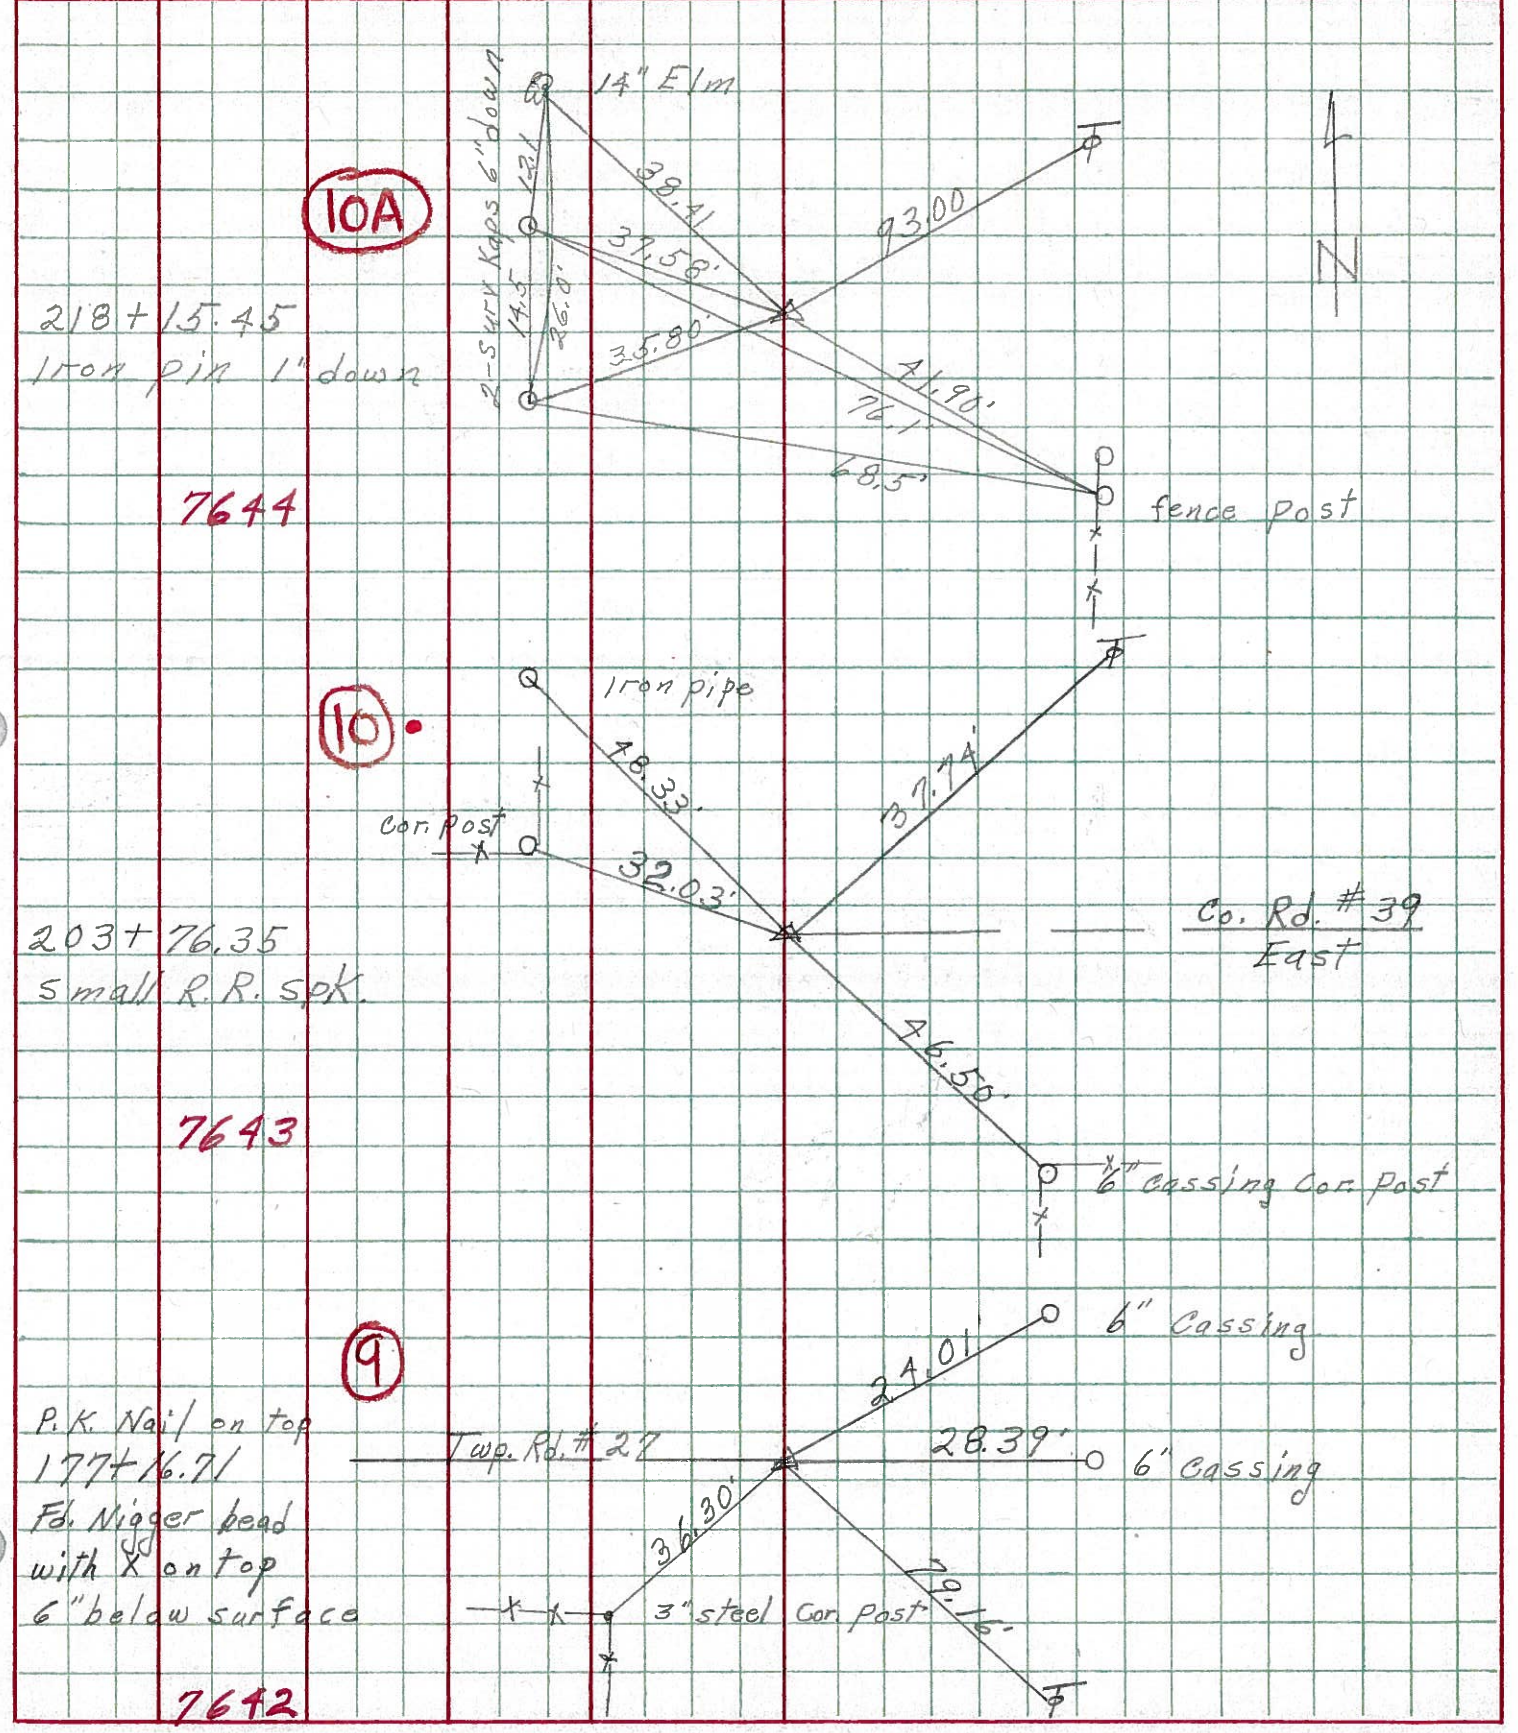 14" Elm
2-Surv Kaps 6" down
12.1
38.41
93.00
10A
37.58'
14.5
26.0'
218+15.45
35.80'
Iron pin 1" down
41.90'
76.1'
68.5'
7644
fence post
N
Iron pipe
10
48.33'
37.74'
Cor. post
32.03'
Co. Rd. # 39
East
203+76.35
small R.R. spk.
46.50'
7643
6" Cassing Cor. Post
6" Cassing
9
24.01'
P.K. Nail on top
Twp. Rd. # 27
28.39'
177+16.71
6" Cassing
36.30'
Fd. Nigger bead
with X on top
79.15'
6" below surface
3" steel Cor. Post
7642